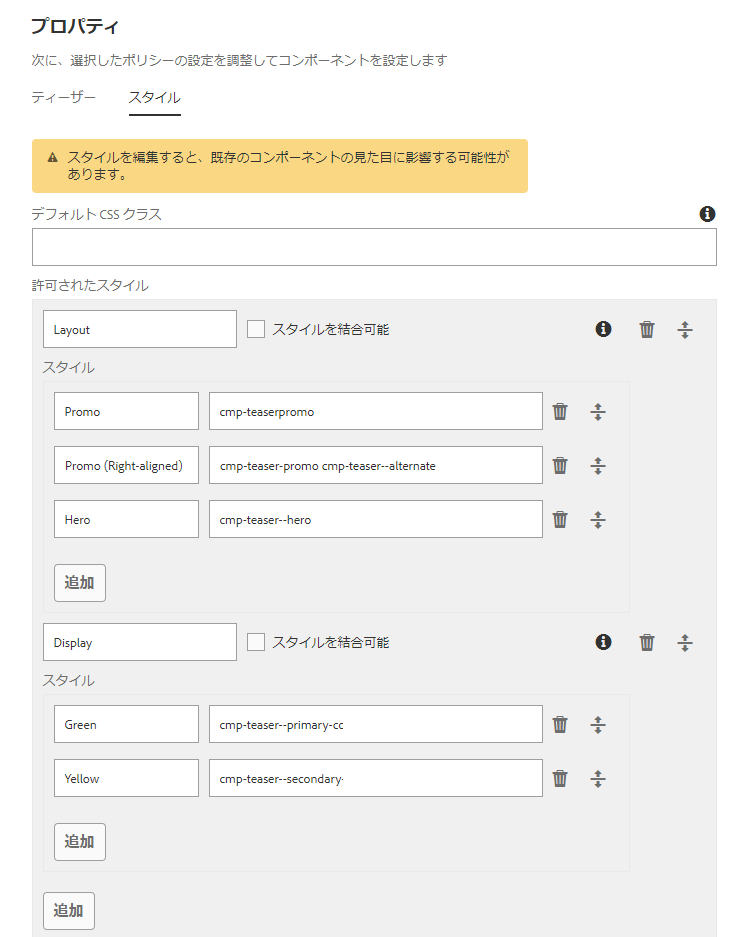 プロパティ
次に、選択したポリシーの設定を調整してコンポーネントを設定します
ティーザー スタイル
スタイルを編集すると、既存のコンポーネントの見た目に影響する可能性が
あります。
デフォルト CSS クラス
許可されたスタイル
Layout スタイルを結合可能
スタイル
Promo cmp-teaserpromo
Promo (Right-aligned) cmp-teaser-promo cmp-teaser--alternate
Hero cmp-teaser--hero
追加
Display スタイルを結合可能
スタイル
Green cmp-teaser--primary-cc
Yellow cmp-teaser--secondary-
追加
追加